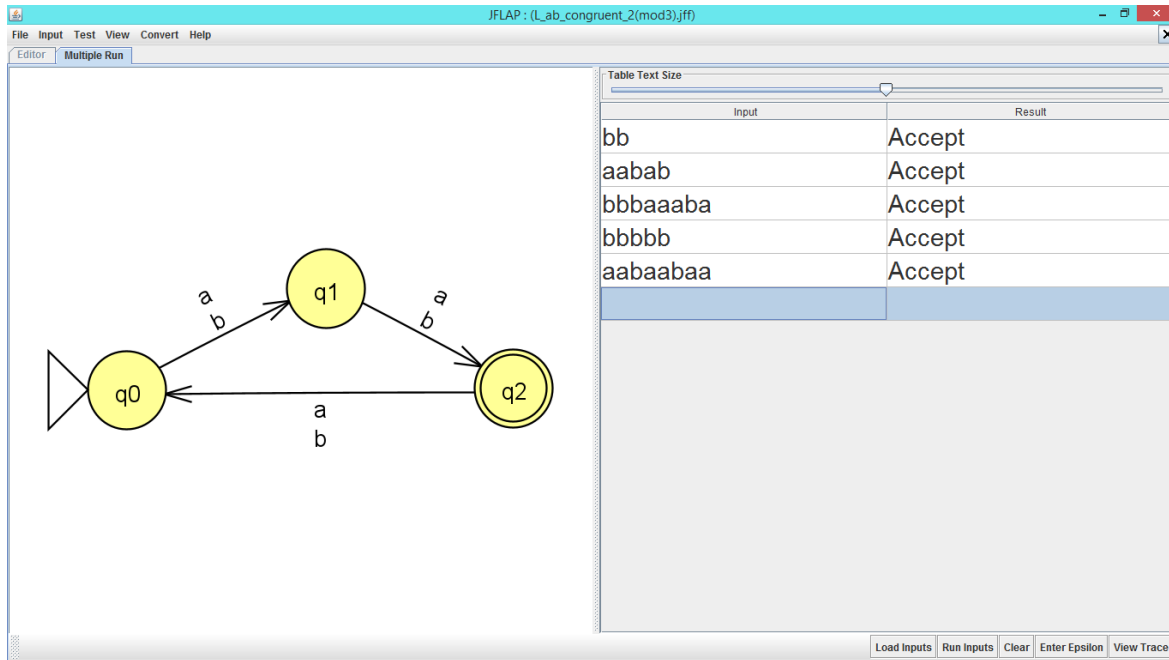 JFLAP : (L_ab_congruent_2(mod3).jff)
File Input Test View Convert Help
Editor Multiple Run
Table Text Size
Input Result
bb Accept
aabab Accept
bbbaaaba Accept
bbbbb Accept
aabaabaa Accept
q0
a
b
q1
a
b
q2
a
b
Load Inputs Run Inputs Clear Enter Epsilon View Trace